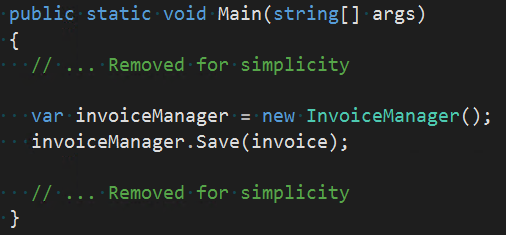 public static void Main(string[] args)
{
// ... Removed for simplicity
var invoiceManager = new InvoiceManager();
invoiceManager.Save(invoice);
// ... Removed for simplicity
}